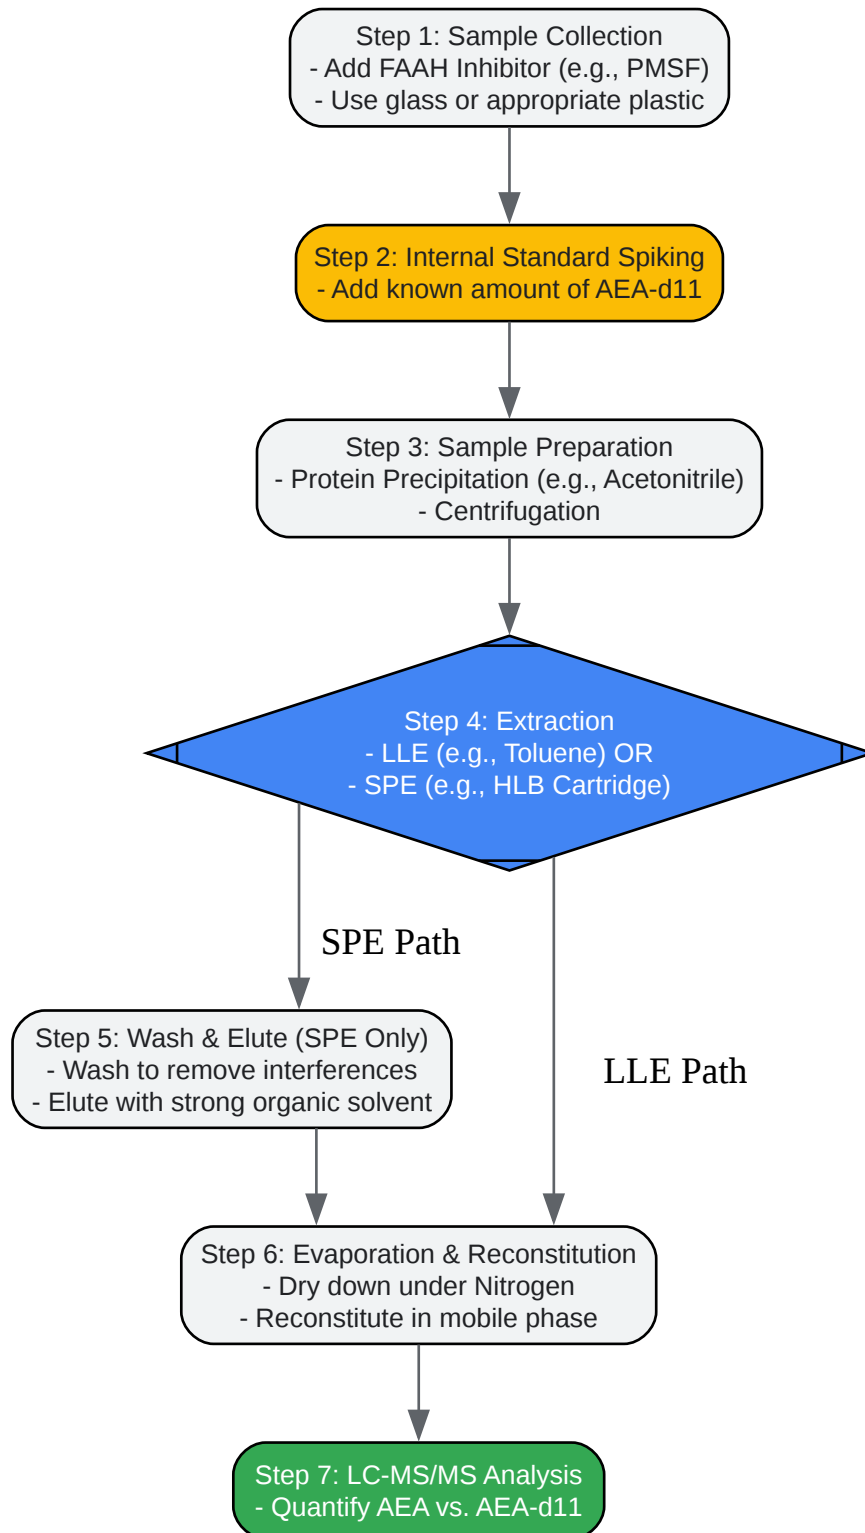 Step 1: Sample Collection
- Add FAAH Inhibitor (e.g., PMSF)
- Use glass or appropriate plastic
Step 2: Internal Standard Spiking
- Add known amount of AEA-d11
Step 3: Sample Preparation
- Protein Precipitation (e.g., Acetonitrile)
- Centrifugation
Step 4: Extraction
- LLE (e.g., Toluene) OR
- SPE (e.g., HLB Cartridge)
SPE Path
Step 5: Wash & Elute (SPE Only)
- Wash to remove interferences
- Elute with strong organic solvent
LLE Path
Step 6: Evaporation & Reconstitution
- Dry down under Nitrogen
- Reconstitute in mobile phase
Step 7: LC-MS/MS Analysis
- Quantify AEA vs. AEA-d11